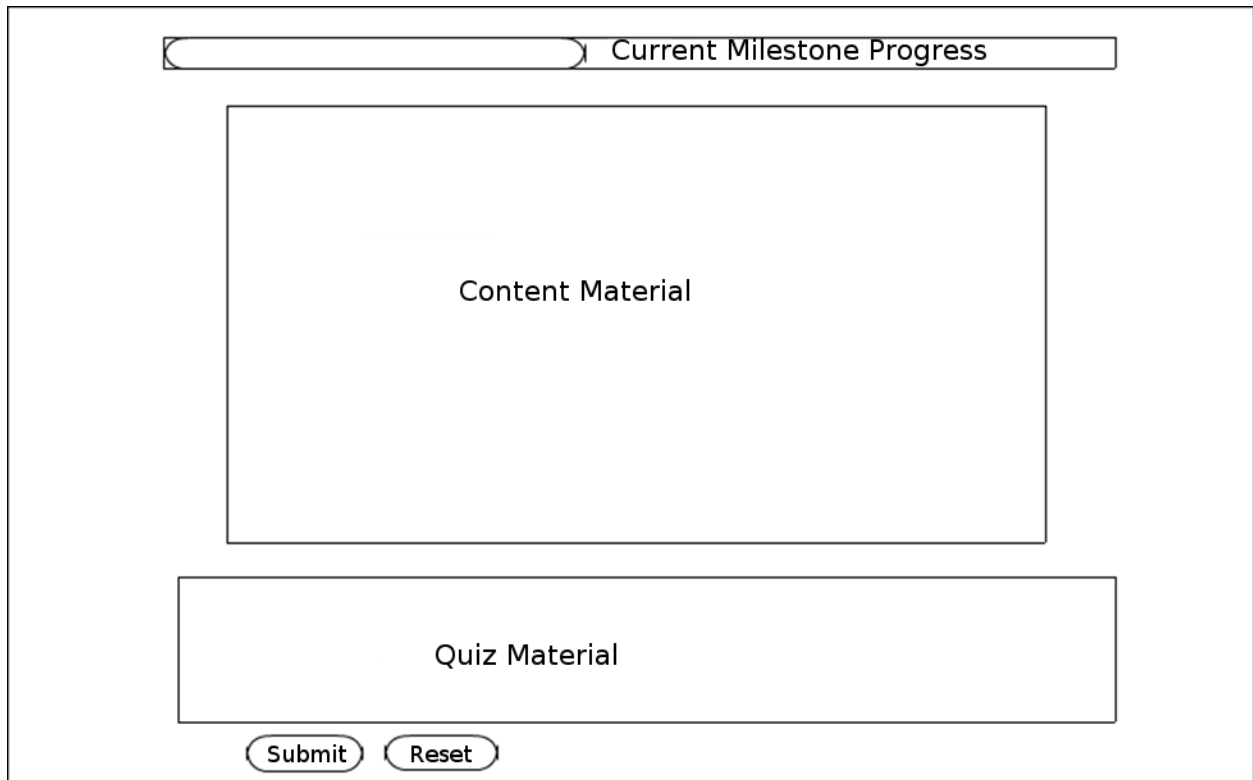 Current Milestone Progress
Content Material
Quiz Material
Submit Reset